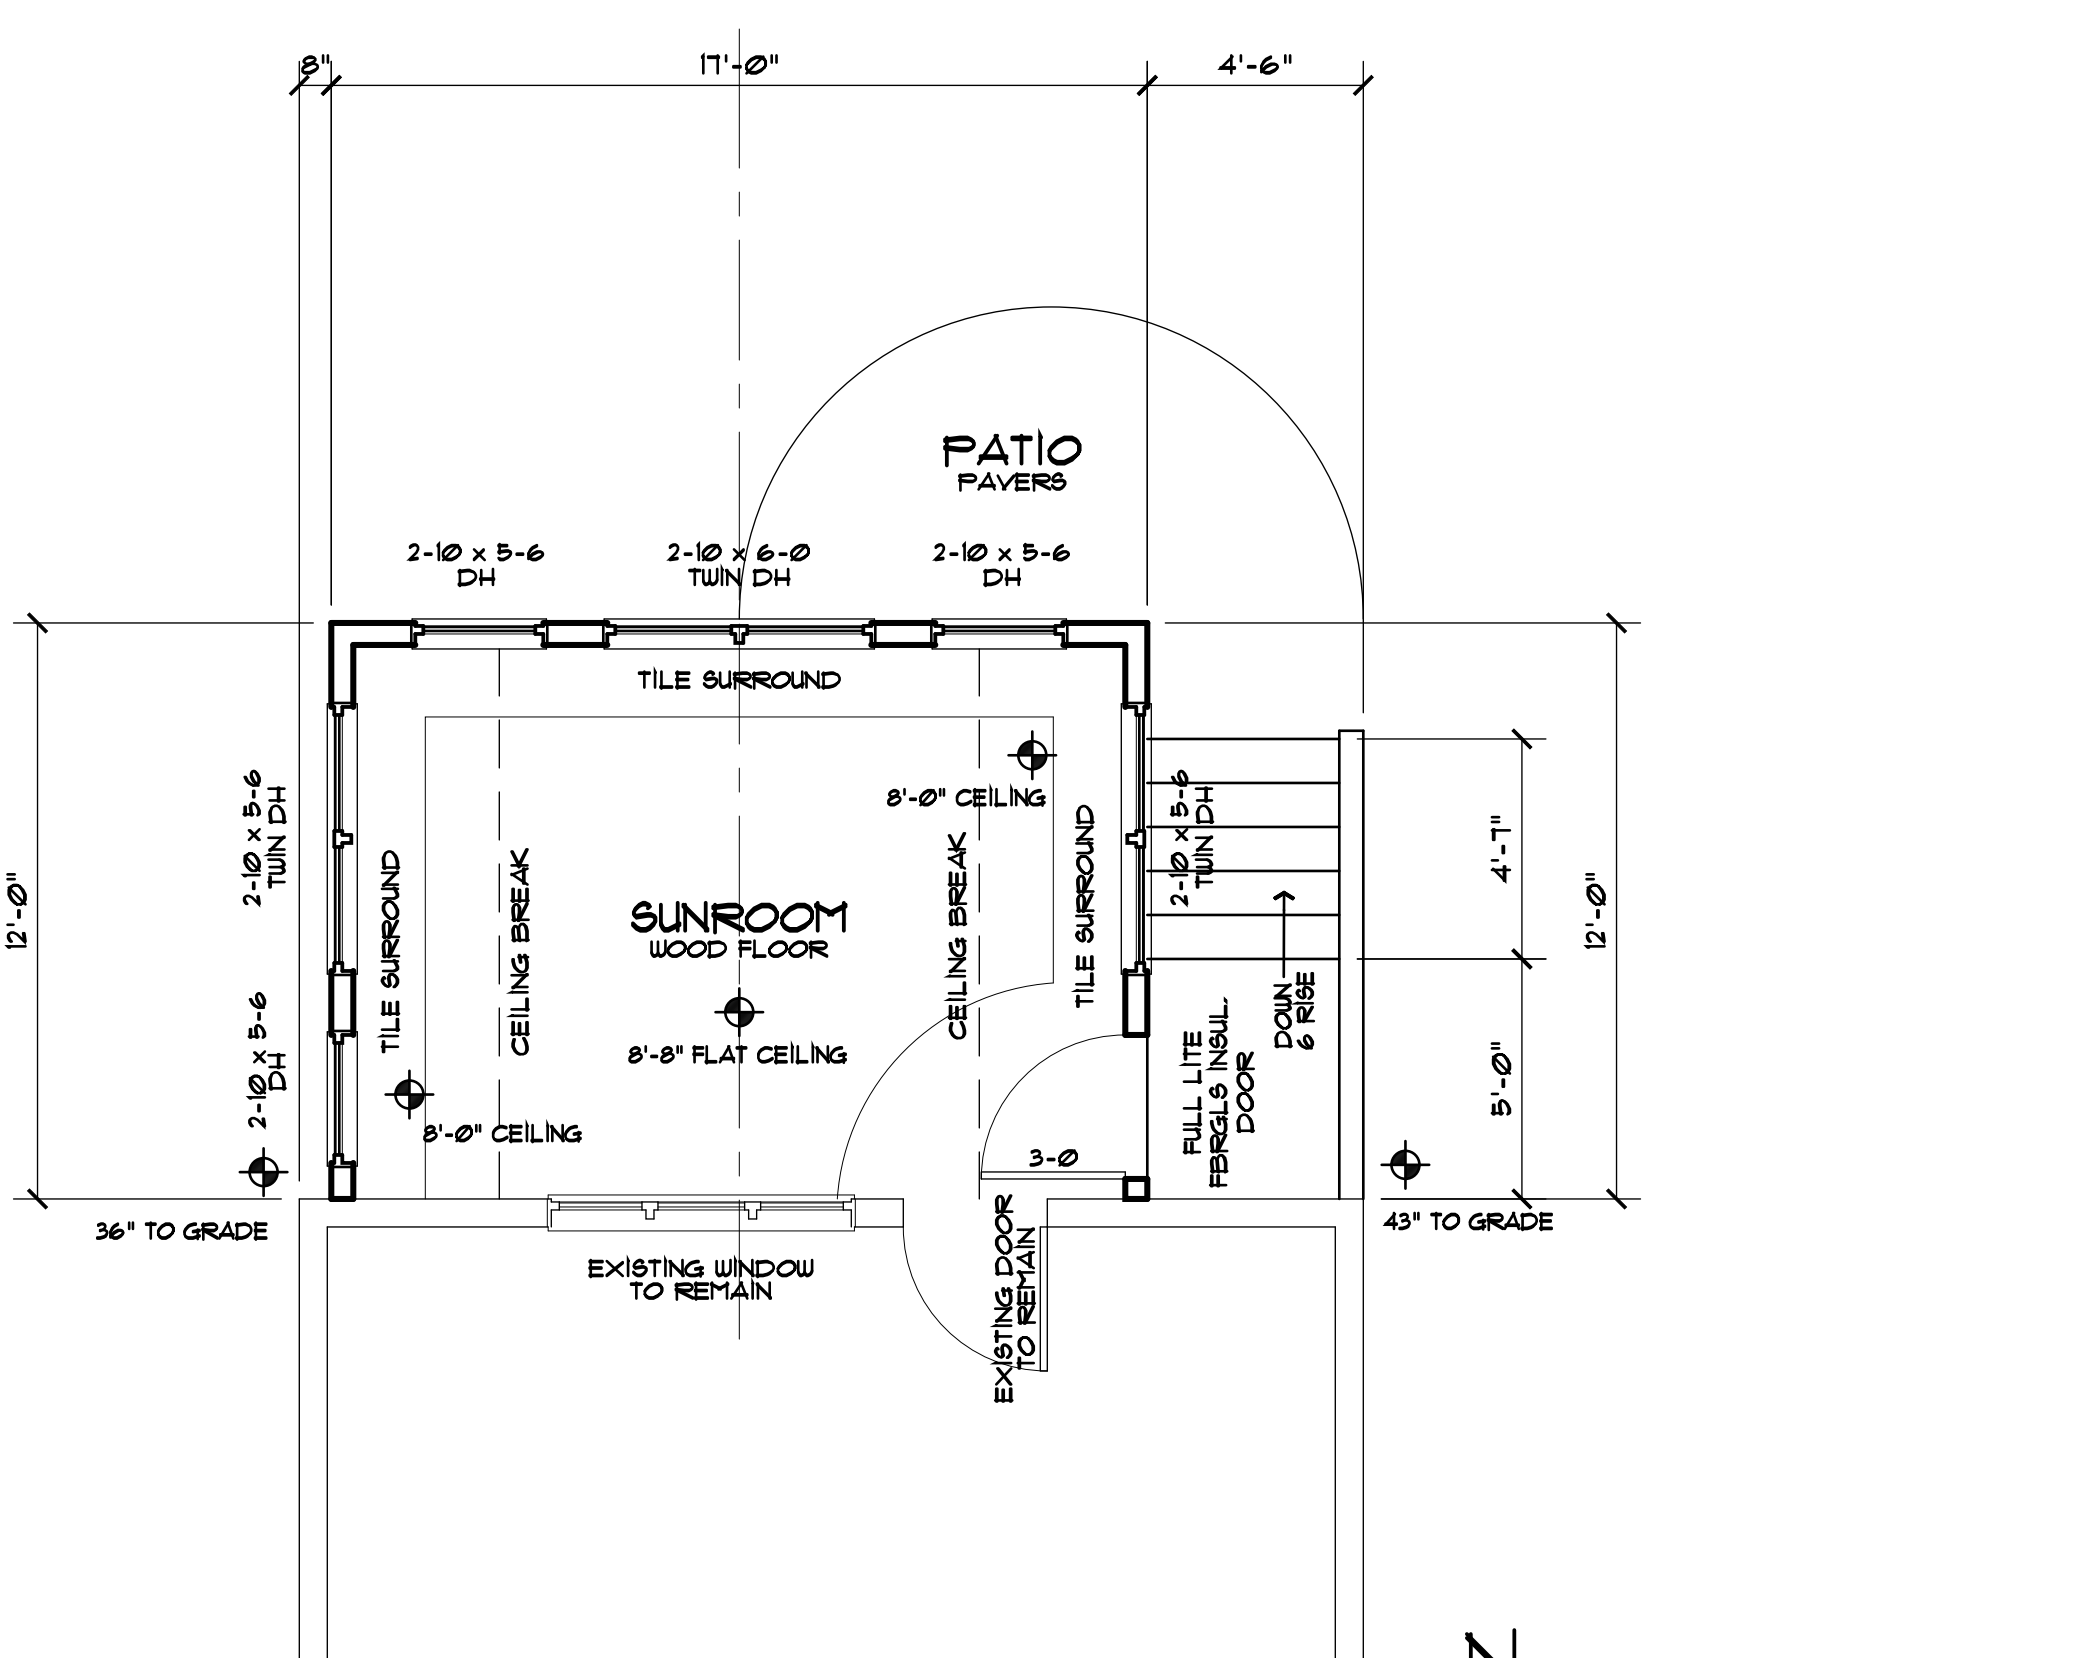 8"
17'-0"
4'-6"
PATIO
PAVERS
2-10 x 5-6
DH
2-10 x 6-0
TWIN DH
2-10 x 5-6
DH
TILE SURROUND
12'-0"
2-10 x 5-6
TWIN DH
2-10 x 5-6
DH
TILE SURROUND
CEILING BREAK
8'-0" CEILING
SUNROOM
WOOD FLOOR
8'-8" FLAT CEILING
8'-0" CEILING
CEILING BREAK
TILE SURROUND
2-10 x 5-6
TWIN DH
DOWN
6 RISE
FULL LITE
FBRGLS INSUL.
DOOR
4'-7"
5'-0"
12'-0"
3-0
36" TO GRADE
43" TO GRADE
EXISTING WINDOW
TO REMAIN
EXISTING DOOR
TO REMAIN